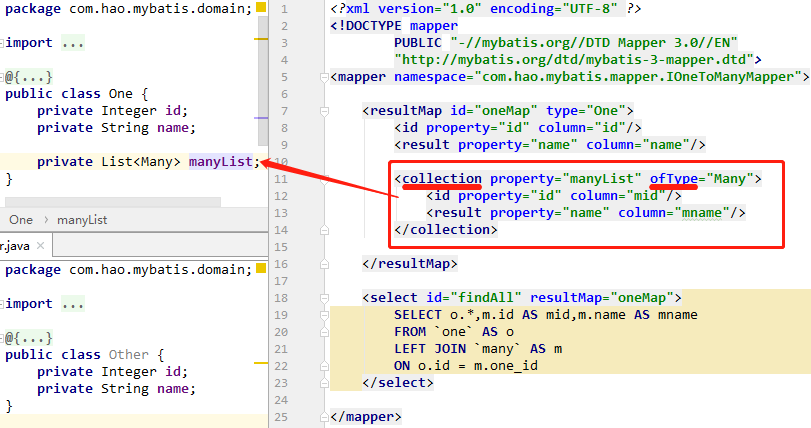 package com.hao.mybatis.domain;
import ...
@{...}
public class One {
private Integer id;
private String name;
private List<Many> manyList;
}
One > manyList
r.java ×
package com.hao.mybatis.domain;
import ...
@{...}
public class Other {
private Integer id;
private String name;
}
1 <?xml version="1.0" encoding="UTF-8" ?>
2 <!DOCTYPE mapper
3 PUBLIC "-//mybatis.org//DTD Mapper 3.0//EN"
4 "http://mybatis.org/dtd/mybatis-3-mapper.dtd">
5 <mapper namespace="com.hao.mybatis.mapper.IOneToManyMapper">
6
7 <resultMap id="oneMap" type="One">
8 <id property="id" column="id"/>
9 <result property="name" column="name"/>
10
11 <collection property="manyList" ofType="Many">
12 <id property="id" column="mid"/>
13 <result property="name" column="mname"/>
14 </collection>
15
16 </resultMap>
17
18 <select id="findAll" resultMap="oneMap">
19 SELECT o.*,m.id AS mid,m.name AS mname
20 FROM `one` AS o
21 LEFT JOIN `many` AS m
22 ON o.id = m.one_id
23 </select>
24
25 </mapper>